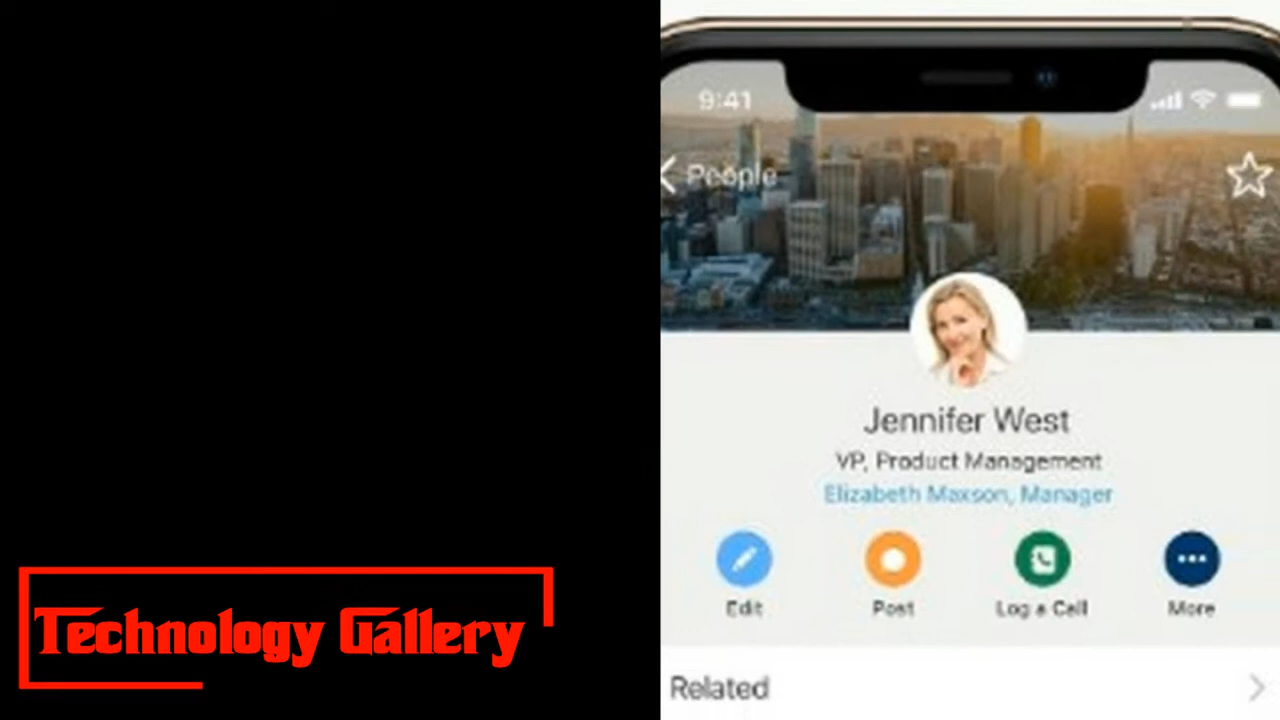 Technology Gallery
9:41
People
Jennifer West
VP, Product Management
Elizabeth Maxson, Manager
Edit
Post
Log a Call
More
Related